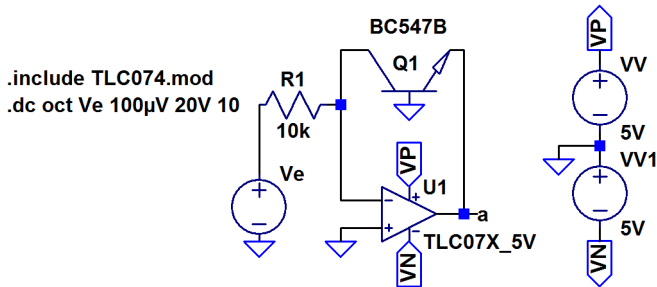 BC547B
Q1
VP
VV
.include TLC074.mod
.dc oct Ve 100µV 20V 10
R1
10k
5V
VV1
Ve
VP
U1
a
TLC07X_5V
5V
VN
VN